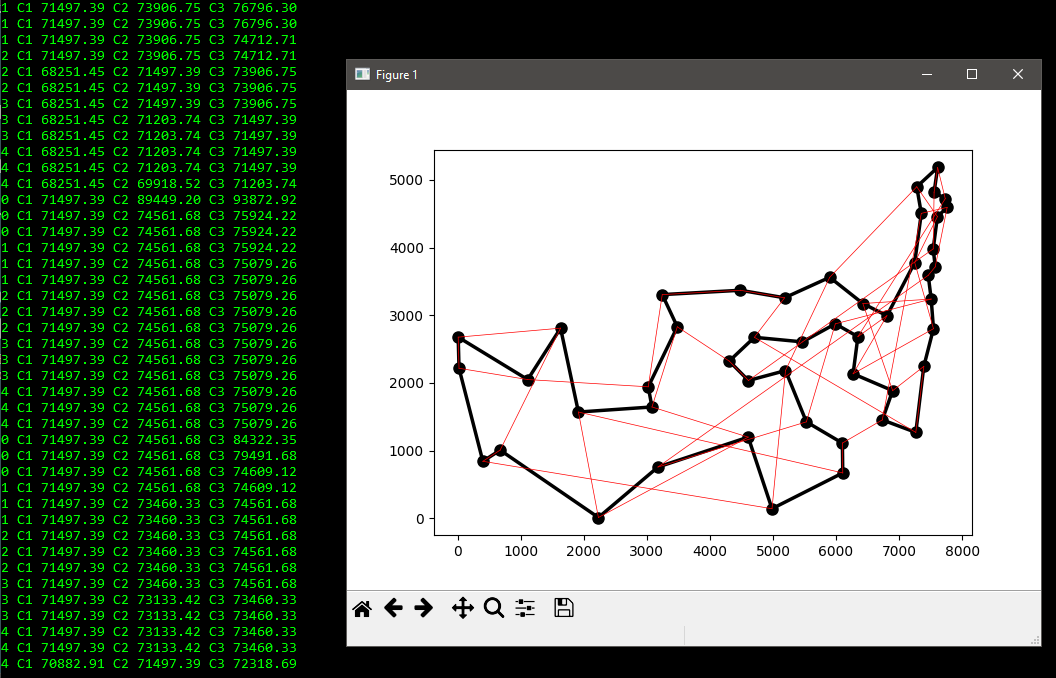 1 C1 71497.39 C2 73906.75 C3 76796.30
1 C1 71497.39 C2 73906.75 C3 76796.30
1 C1 71497.39 C2 73906.75 C3 74712.71
2 C1 71497.39 C2 73906.75 C3 74712.71
2 C1 68251.45 C2 71497.39 C3 73906.75
2 C1 68251.45 C2 71497.39 C3 73906.75
3 C1 68251.45 C2 71497.39 C3 73906.75
3 C1 68251.45 C2 71203.74 C3 71497.39
3 C1 68251.45 C2 71203.74 C3 71497.39
4 C1 68251.45 C2 71203.74 C3 71497.39
4 C1 68251.45 C2 71203.74 C3 71497.39
4 C1 68251.45 C2 69918.52 C3 71203.74
0 C1 71497.39 C2 89449.20 C3 93872.92
0 C1 71497.39 C2 74561.68 C3 75924.22
0 C1 71497.39 C2 74561.68 C3 75924.22
1 C1 71497.39 C2 74561.68 C3 75924.22
1 C1 71497.39 C2 74561.68 C3 75079.26
1 C1 71497.39 C2 74561.68 C3 75079.26
2 C1 71497.39 C2 74561.68 C3 75079.26
2 C1 71497.39 C2 74561.68 C3 75079.26
2 C1 71497.39 C2 74561.68 C3 75079.26
3 C1 71497.39 C2 74561.68 C3 75079.26
3 C1 71497.39 C2 74561.68 C3 75079.26
3 C1 71497.39 C2 74561.68 C3 75079.26
4 C1 71497.39 C2 74561.68 C3 75079.26
4 C1 71497.39 C2 74561.68 C3 75079.26
4 C1 71497.39 C2 74561.68 C3 75079.26
0 C1 71497.39 C2 74561.68 C3 84322.35
0 C1 71497.39 C2 74561.68 C3 79491.68
0 C1 71497.39 C2 74561.68 C3 74609.12
1 C1 71497.39 C2 74561.68 C3 74609.12
1 C1 71497.39 C2 73460.33 C3 74561.68
1 C1 71497.39 C2 73460.33 C3 74561.68
2 C1 71497.39 C2 73460.33 C3 74561.68
2 C1 71497.39 C2 73460.33 C3 74561.68
2 C1 71497.39 C2 73460.33 C3 74561.68
3 C1 71497.39 C2 73460.33 C3 74561.68
3 C1 71497.39 C2 73133.42 C3 73460.33
3 C1 71497.39 C2 73133.42 C3 73460.33
4 C1 71497.39 C2 73133.42 C3 73460.33
4 C1 71497.39 C2 73133.42 C3 73460.33
4 C1 70882.91 C2 71497.39 C3 72318.69
Figure 1
5000
4000
3000
2000
1000
0
0 1000 2000 3000 4000 5000 6000 7000 8000